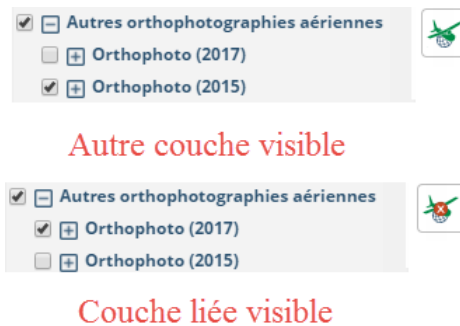 Autres orthophotographies aériennes
Orthophoto (2017)
Orthophoto (2015)
Autre couche visible
Autres orthophotographies aériennes
Orthophoto (2017)
Orthophoto (2015)
Couche liée visible